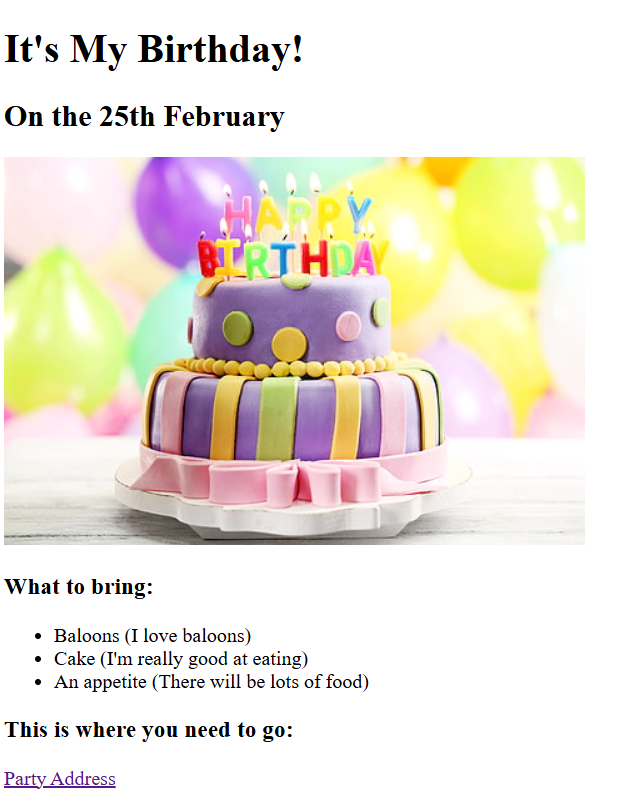 It's My Birthday!
On the 25th February
HAPPY
BIRTHDAY
What to bring:
Baloons (I love baloons)
Cake (I'm really good at eating)
An appetite (There will be lots of food)
This is where you need to go:
Party Address